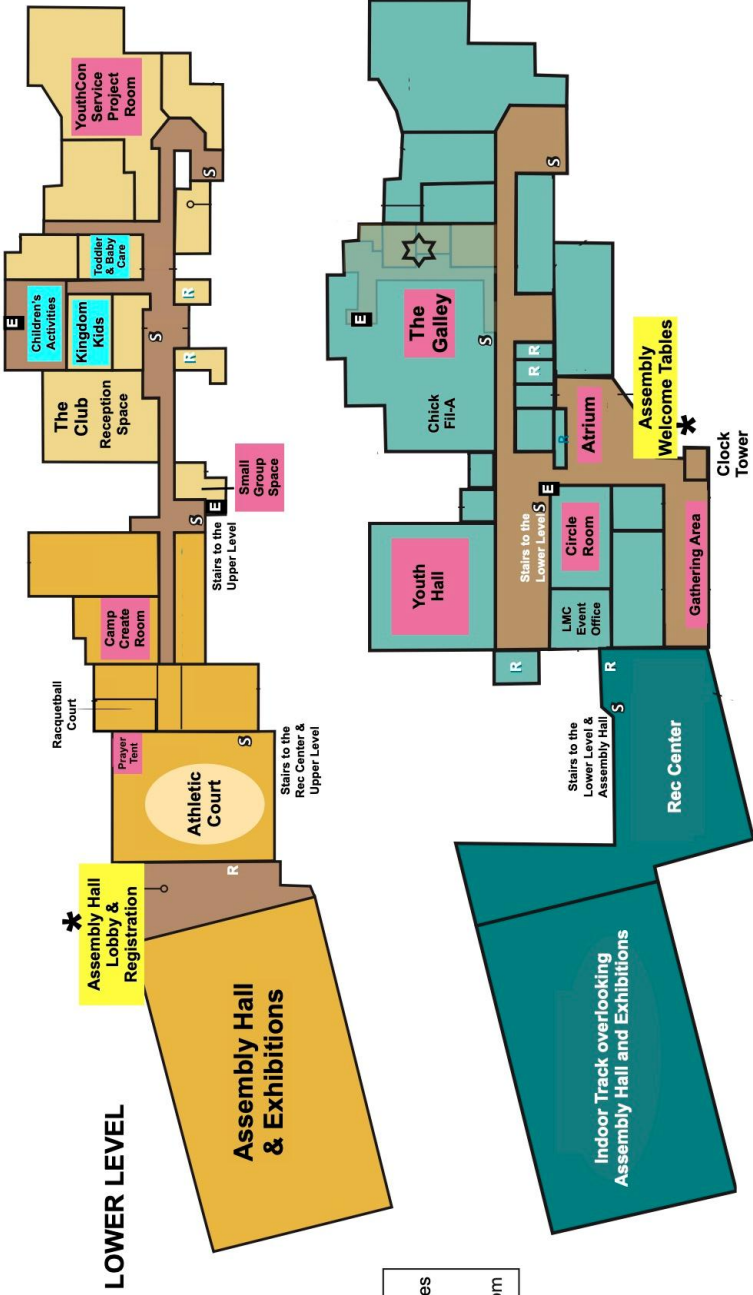 LOWER LEVEL
Assembly Hall
& Exhibitions
*
Assembly Hall
Lobby &
Registration
R
Athletic
Court
Prayer
Tent
S
Stairs to the
Rec Center &
Upper Level
Racquetball
Court
Camp
Create
Room
S
E
Stairs to the
Upper Level
Small
Group
Space
The
Club
Reception
Space
R
S
E
Children's
Activities
Kingdom
Kids
R
Toddler
& Baby
Care
S
YouthCon
Service
Project
Room
Indoor Track overlooking
Assembly Hall and Exhibitions
Rec Center
Stairs to the
Lower Level &
Assembly Hall
S
R
R
Youth
Hall
LMC
Event
Office
Circle
Room
Stairs to the
Lower Level
S
E
Gathering Area
Clock
Tower
Atrium
R
*
Assembly
Welcome Tables
Chick
Fil-A
The
Galley
E
S
R
R
S